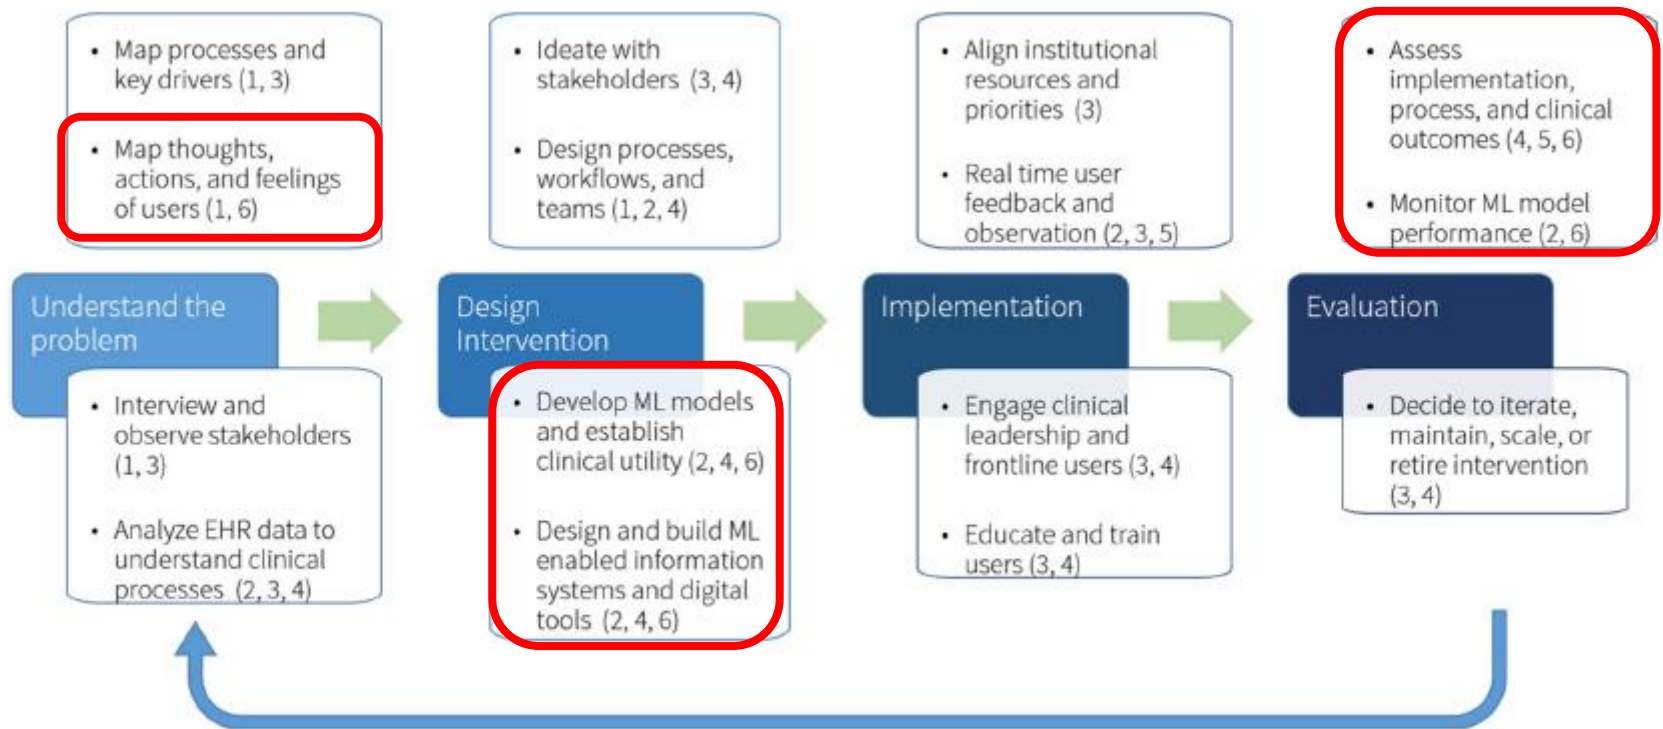 • Map processes and
key drivers (1, 3)
• Map thoughts,
actions, and feelings
of users (1, 6)
Understand the
problem
• Interview and
observe stakeholders
(1, 3)
• Analyze EHR data to
understand clinical
processes (2, 3, 4)
• Ideate with
stakeholders (3, 4)
• Design processes,
workflows, and
teams (1, 2, 4)
Design
Intervention
• Develop ML models
and establish
clinical utility (2, 4, 6)
• Design and build ML
enabled information
systems and digital
tools (2, 4, 6)
• Align institutional
resources and
priorities (3)
• Real time user
feedback and
observation (2, 3, 5)
Implementation
• Engage clinical
leadership and
frontline users (3, 4)
• Educate and train
users (3, 4)
• Assess
implementation,
process, and clinical
outcomes (4, 5, 6)
• Monitor ML model
performance (2, 6)
Evaluation
• Decide to iterate,
maintain, scale, or
retire intervention
(3, 4)